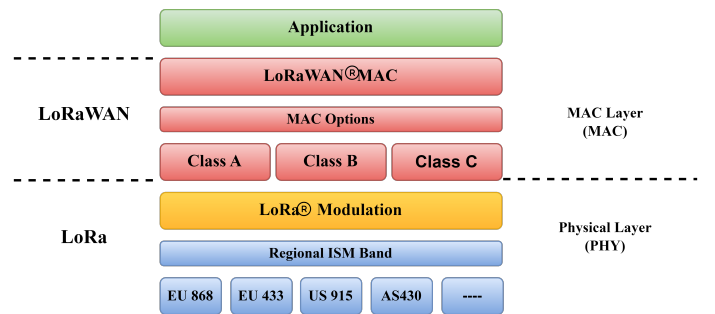 Application
LoRaWAN®MAC
LoRaWAN
MAC Options
MAC Layer
(MAC)
Class A
Class B
Class C
LoRa® Modulation
LoRa
Physical Layer
(PHY)
Regional ISM Band
EU 868
EU 433
US 915
AS430
----